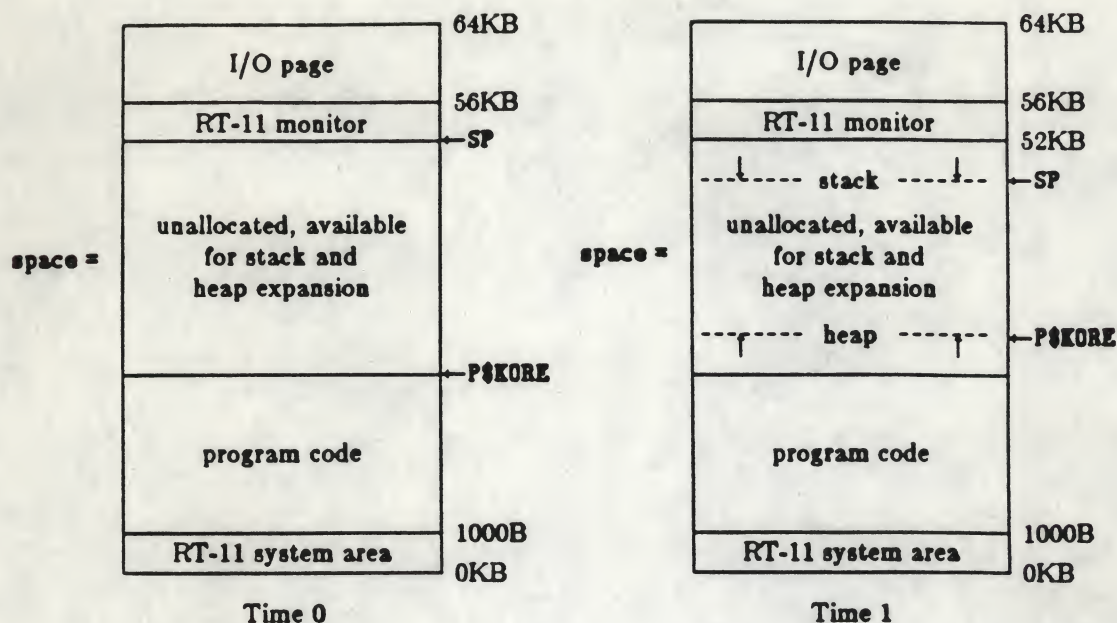 64KB
I/O page
56KB
RT-11 monitor
SP
space =
unallocated, available
for stack and
heap expansion
P$KORE
program code
1000B
RT-11 system area
0KB
Time 0
64KB
I/O page
56KB
RT-11 monitor
52KB
stack
SP
space =
unallocated, available
for stack and
heap expansion
heap
P$KORE
program code
1000B
RT-11 system area
0KB
Time 1